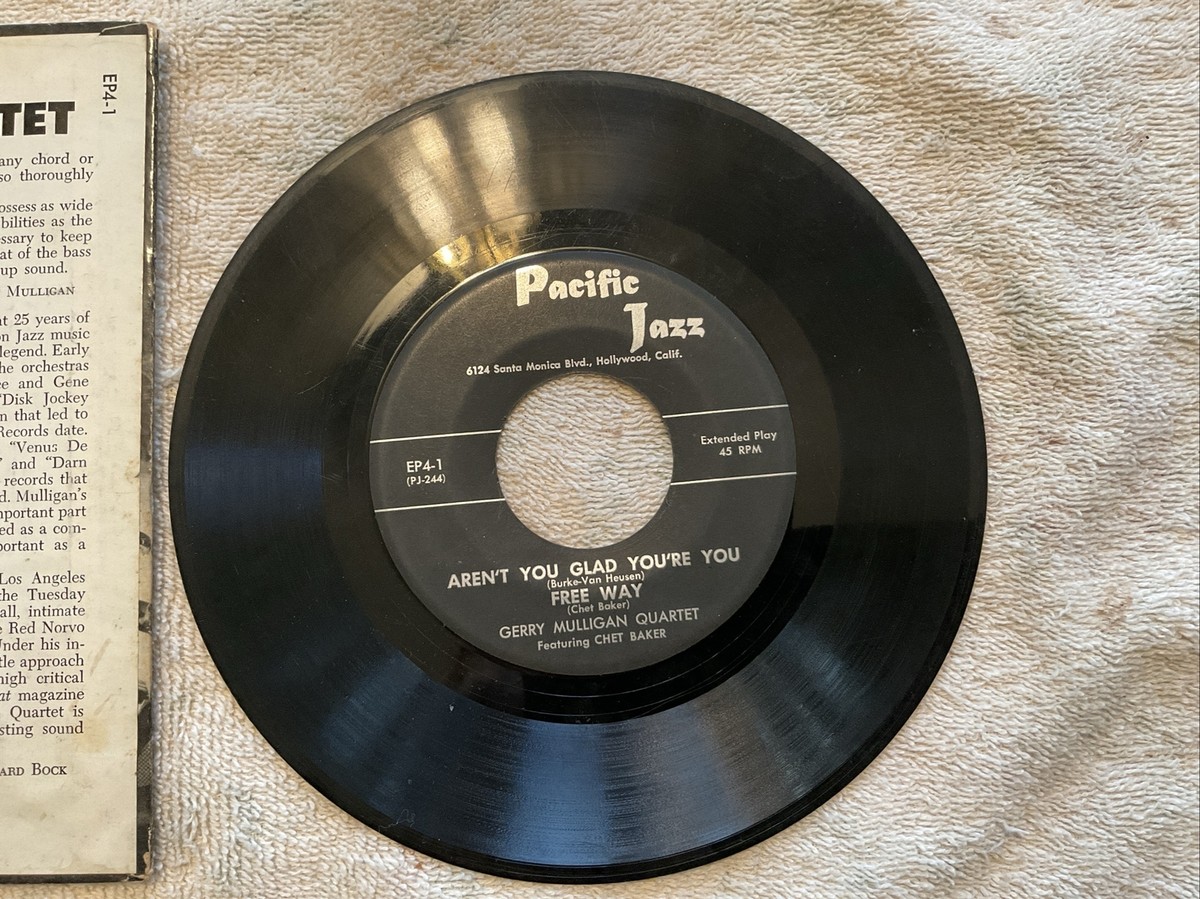 EP4-1
TET
any chord or
so thoroughly
ossess as wide
bilities as the
ssary to keep
at of the bass
up sound.
MULLIGAN
at 25 years of
on Jazz music
legend. Early
he orchestras
ce and Gene
"Disk Jockey
n that led to
Records date.
"Venus De
" and "Darn
records that
d. Mulligan's
mportant part
ed as a com-
portant as a
Los Angeles
the Tuesday
all, intimate
e Red Norvo
Under his in-
tle approach
high critical
at magazine
Quartet is
sting sound
ARD BOCK
Pacific
Jazz
6124 Santa Monica Blvd., Hollywood, Calif.
EP4-1
(PJ-244)
Extended Play
45 RPM
AREN'T YOU GLAD YOU'RE YOU
(Burke-Van Heusen)
FREE WAY
(Chet Baker)
GERRY MULLIGAN QUARTET
Featuring CHET BAKER